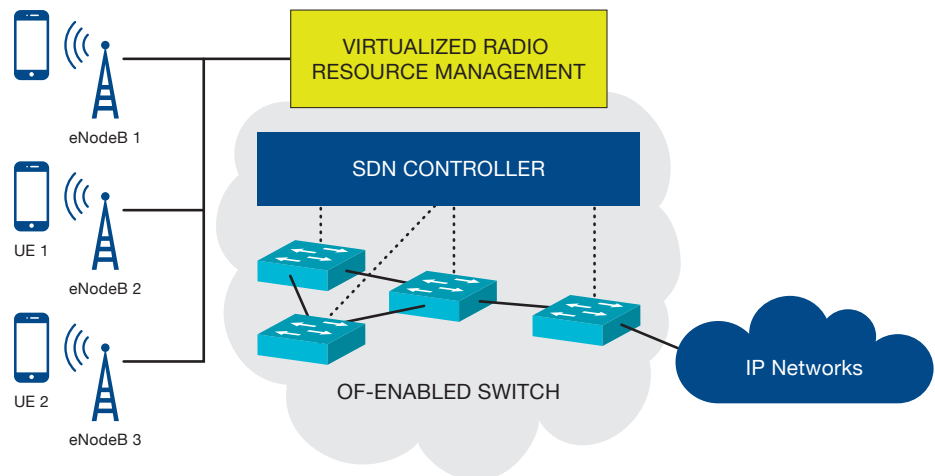 VIRTUALIZED RADIO
RESOURCE MANAGEMENT
eNodeB 1
SDN CONTROLLER
UE 1
eNodeB 2
UE 2
eNodeB 3
OF-ENABLED SWITCH
IP Networks